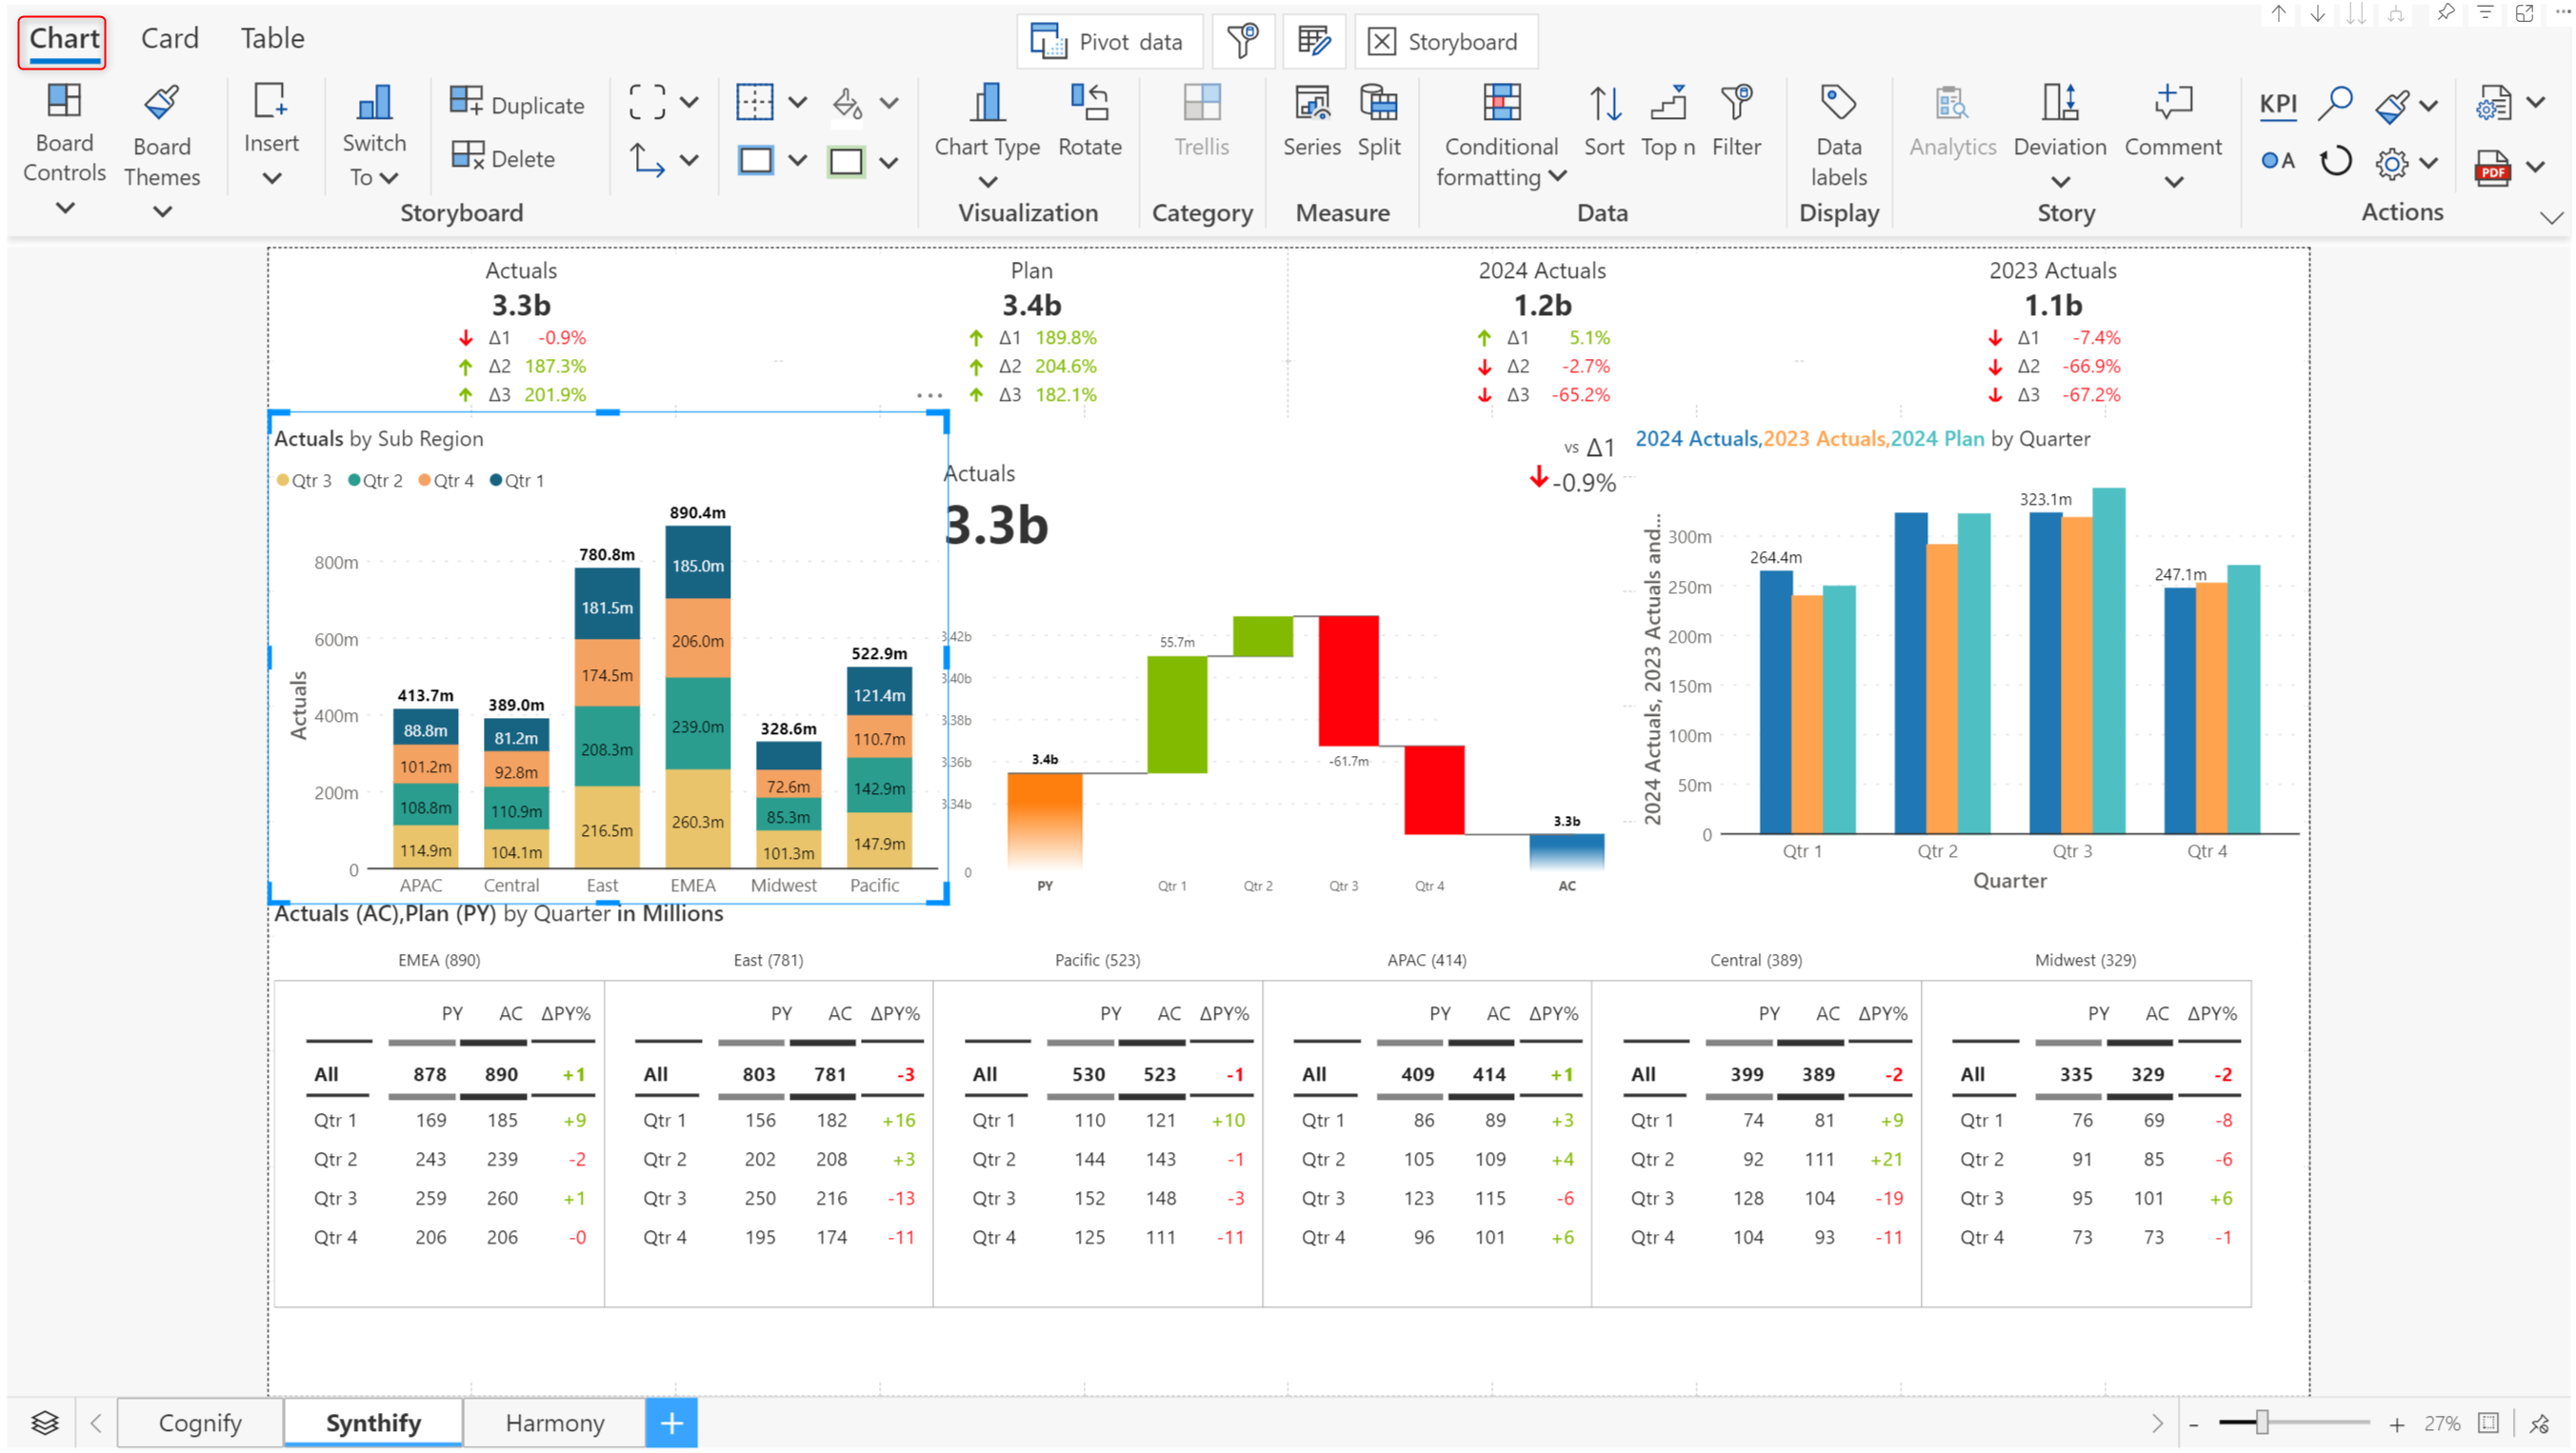 Chart Card Table
Pivot data Storyboard
Board Controls
Board Themes
Insert
Switch To
Duplicate
Delete
Storyboard
Chart Type
Rotate
Visualization
Trellis
Category
Series
Split
Measure
Conditional formatting
Sort
Top n
Filter
Data
Data labels
Display
Analytics
Deviation
Comment
Story
KPI
A
PDF
Actions
Actuals
3.3b
Δ1 -0.9%
Δ2 187.3%
Δ3 201.9%
Plan
3.4b
Δ1 189.8%
Δ2 204.6%
Δ3 182.1%
2024 Actuals
1.2b
Δ1 5.1%
Δ2 -2.7%
Δ3 -65.2%
2023 Actuals
1.1b
Δ1 -7.4%
Δ2 -66.9%
Δ3 -67.2%
Actuals by Sub Region
Qtr 3 Qtr 2 Qtr 4 Qtr 1
Actuals
800m
600m
400m
200m
0
413.7m
88.8m
101.2m
108.8m
114.9m
389.0m
81.2m
92.8m
110.9m
104.1m
780.8m
181.5m
174.5m
208.3m
216.5m
890.4m
185.0m
206.0m
239.0m
260.3m
328.6m
72.6m
85.3m
101.3m
522.9m
121.4m
110.7m
142.9m
147.9m
APAC Central East EMEA Midwest Pacific
Actuals
3.3b
vs Δ1
-0.9%
3.42b
3.40b
3.38b
3.36b
3.34b
0
3.4b
55.7m
-61.7m
3.3b
PY Qtr 1 Qtr 2 Qtr 3 Qtr 4 AC
2024 Actuals,2023 Actuals,2024 Plan by Quarter
2024 Actuals, 2023 Actuals and...
300m
250m
200m
150m
100m
50m
0
264.4m
323.1m
247.1m
Qtr 1 Qtr 2 Qtr 3 Qtr 4
Quarter
Actuals (AC),Plan (PY) by Quarter in Millions
EMEA (890)
PY AC ΔPY%
All 878 890 +1
Qtr 1 169 185 +9
Qtr 2 243 239 -2
Qtr 3 259 260 +1
Qtr 4 206 206 -0
East (781)
PY AC ΔPY%
All 803 781 -3
Qtr 1 156 182 +16
Qtr 2 202 208 +3
Qtr 3 250 216 -13
Qtr 4 195 174 -11
Pacific (523)
PY AC ΔPY%
All 530 523 -1
Qtr 1 110 121 +10
Qtr 2 144 143 -1
Qtr 3 152 148 -3
Qtr 4 125 111 -11
APAC (414)
PY AC ΔPY%
All 409 414 +1
Qtr 1 86 89 +3
Qtr 2 105 109 +4
Qtr 3 123 115 -6
Qtr 4 96 101 +6
Central (389)
PY AC ΔPY%
All 399 389 -2
Qtr 1 74 81 +9
Qtr 2 92 111 +21
Qtr 3 128 104 -19
Qtr 4 104 93 -11
Midwest (329)
PY AC ΔPY%
All 335 329 -2
Qtr 1 76 69 -8
Qtr 2 91 85 -6
Qtr 3 95 101 +6
Qtr 4 73 73 -1
Cognify Synthify Harmony +
- + 27%